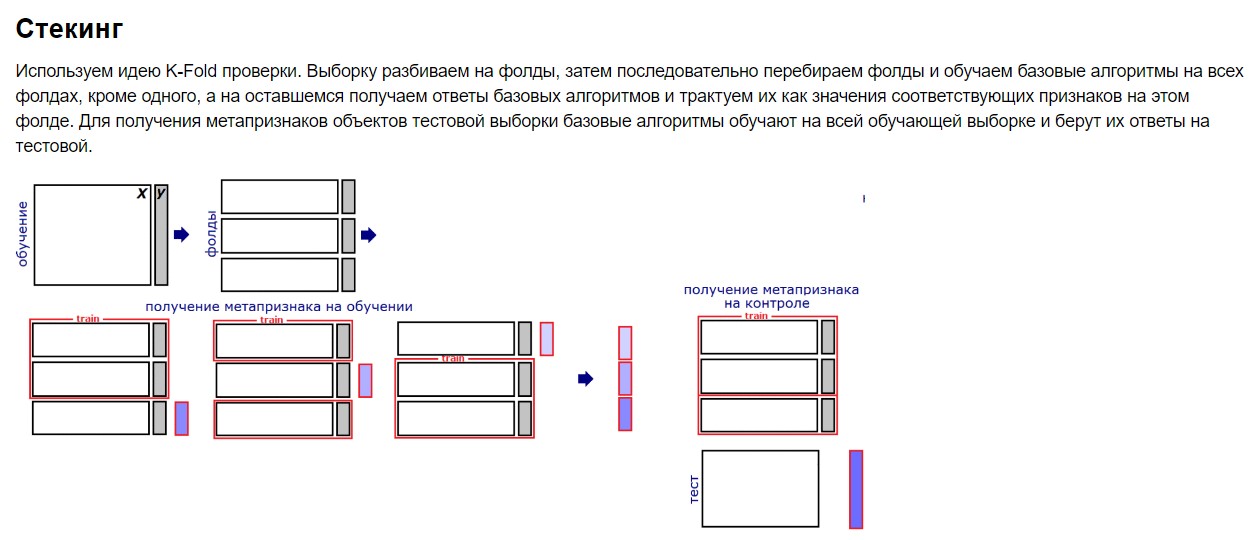 Стекинг
Используем идею K-Fold проверки. Выборку разбиваем на фолды, затем последовательно перебираем фолды и обучаем базовые алгоритмы на всех
фолдах, кроме одного, а на оставшемся получаем ответы базовых алгоритмов и трактуем их как значения соответствующих признаков на этом
фолде. Для получения метапризнаков объектов тестовой выборки базовые алгоритмы обучают на всей обучающей выборке и берут их ответы на
тестовой.
обучение
X y
фолды
получение метапризнака на обучении
train
train
train
получение метапризнака
на контроле
train
тест